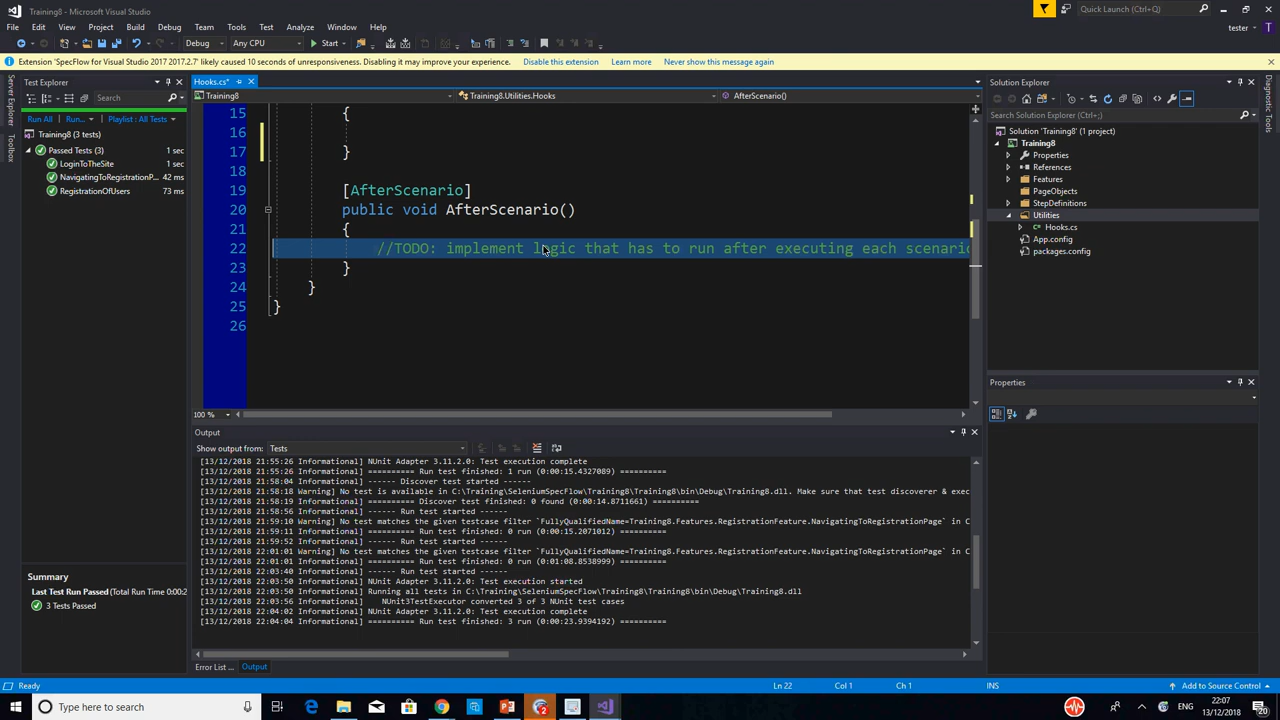 Training8 - Microsoft Visual Studio
Quick Launch (Ctrl+Q)
File Edit View Project Build Debug Team Tools Test Analyze Window Help
tester T
Debug Any CPU Start
Extension 'SpecFlow for Visual Studio 2017 2017.2.7' likely caused 10 seconds of unresponsiveness. Disabling it may improve your experience. Disable this extension Learn more Never show this message again
Server Explorer
Toolbox
Test Explorer
Search
Run All Run... Playlist : All Tests
Training8 (3 tests)
Passed Tests (3) 1 sec
LoginToTheSite 1 sec
NavigatingToRegistrationP... 42 ms
RegistrationOfUsers 73 ms
Summary
Last Test Run Passed (Total Run Time 0:00:2
3 Tests Passed
Hooks.cs*
Training8 Training8.Utilities.Hooks AfterScenario()
15 {
16
17 }
18
19 [AfterScenario]
20 public void AfterScenario()
21 {
22 //TODO: implement logic that has to run after executing each scenario
23 }
24 }
25 }
26
100 %
Output
Show output from: Tests
[13/12/2018 21:55:26 Informational] NUnit Adapter 3.11.2.0: Test execution complete
[13/12/2018 21:55:26 Informational] ========== Run test finished: 1 run (0:00:15.4327089) ==========
[13/12/2018 21:58:04 Informational] ------ Discover test started ------
[13/12/2018 21:58:18 Warning] No test is available in C:\Training\SeleniumSpecFlow\Training8\Training8\bin\Debug\Training8.dll. Make sure that test discoverer & exec
[13/12/2018 21:58:19 Informational] ========== Discover test finished: 0 found (0:00:14.8711661) ==========
[13/12/2018 21:58:56 Informational] ------ Run test started ------
[13/12/2018 21:59:10 Warning] No test matches the given testcase filter `FullyQualifiedName=Training8.Features.RegistrationFeature.NavigatingToRegistrationPage` in C
[13/12/2018 21:59:11 Informational] ========== Run test finished: 0 run (0:00:15.2071012) ==========
[13/12/2018 21:59:52 Informational] ------ Run test started ------
[13/12/2018 22:01:01 Warning] No test matches the given testcase filter `FullyQualifiedName=Training8.Features.RegistrationFeature.NavigatingToRegistrationPage` in C
[13/12/2018 22:01:01 Informational] ========== Run test finished: 0 run (0:01:08.8538999) ==========
[13/12/2018 22:03:40 Informational] ------ Run test started ------
[13/12/2018 22:03:50 Informational] NUnit Adapter 3.11.2.0: Test execution started
[13/12/2018 22:03:50 Informational] Running all tests in C:\Training\SeleniumSpecFlow\Training8\Training8\bin\Debug\Training8.dll
[13/12/2018 22:03:56 Informational] NUnit3TestExecutor converted 3 of 3 NUnit test cases
[13/12/2018 22:04:02 Informational] NUnit Adapter 3.11.2.0: Test execution complete
[13/12/2018 22:04:04 Informational] ========== Run test finished: 3 run (0:00:23.9394192) ==========
Error List ... Output
Solution Explorer
Search Solution Explorer (Ctrl+;)
Solution 'Training8' (1 project)
Training8
Properties
References
Features
PageObjects
StepDefinitions
Utilities
Hooks.cs
App.config
packages.config
Properties
Ready Ln 22 Col 1 Ch 1 INS Add to Source Control
Type here to search
22:07
13/12/2018
20